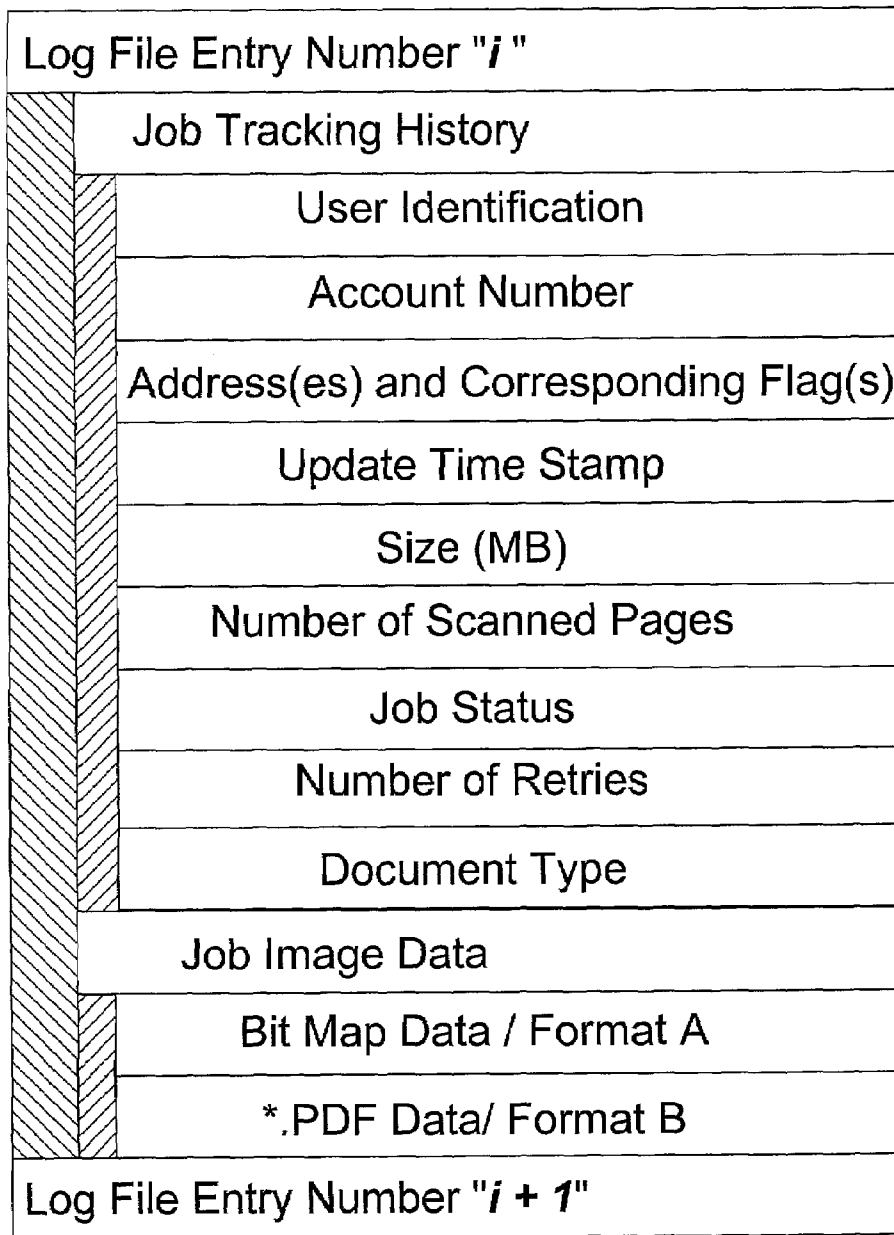 Log File Entry Number "i "
Job Tracking History
User Identification
Account Number
Address(es) and Corresponding Flag(s)
Update Time Stamp
Size (MB)
Number of Scanned Pages
Job Status
Number of Retries
Document Type
Job Image Data
Bit Map Data / Format A
*.PDF Data/ Format B
Log File Entry Number "i + 1"